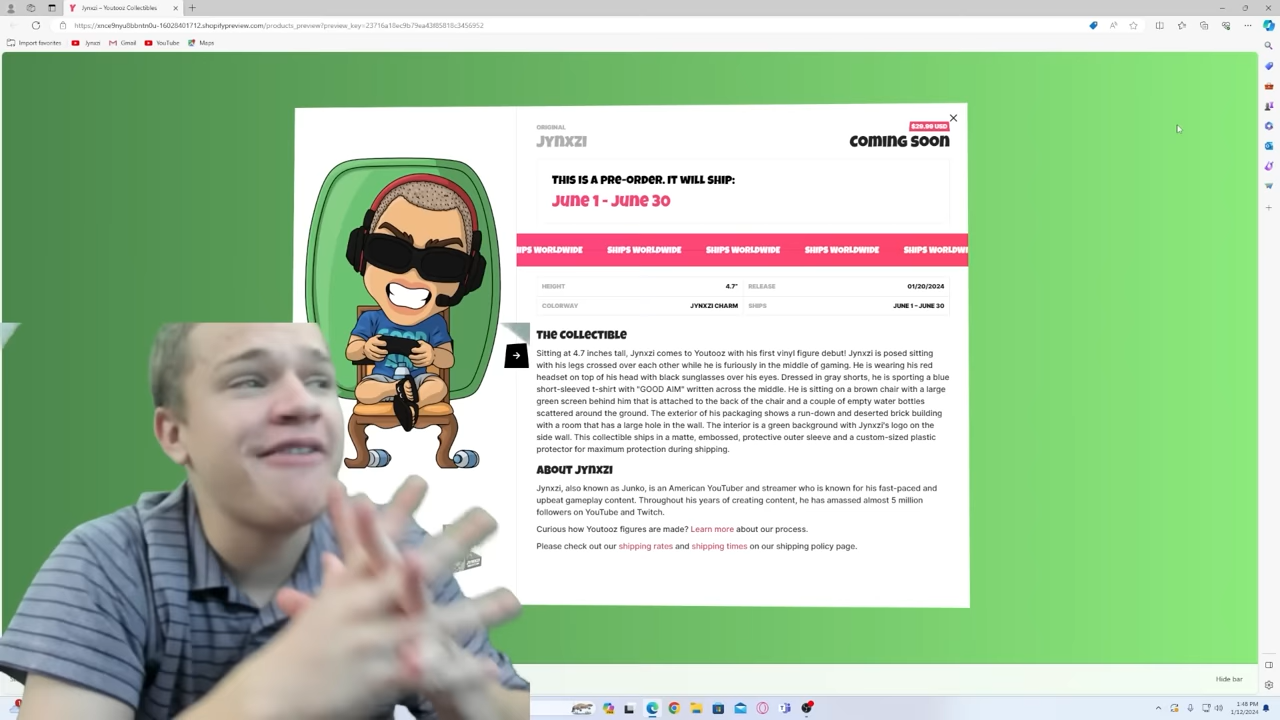 Jynxzi – Youtooz Collectibles
https://xnce9nyu8bbntn0u-16028401712.shopifypreview.com/products_preview?preview_key=23716a18ec9b79ea43f85818c3456952
Import favorites
Jynxzi
Gmail
YouTube
Maps
ORIGINAL
JYNXZI
$29.99 USD
COMING SOON
THIS IS A PRE-ORDER. IT WILL SHIP:
June 1 - June 30
SHIPS WORLDWIDE SHIPS WORLDWIDE SHIPS WORLDWIDE SHIPS WORLDWIDE
HEIGHT 4.7" RELEASE 01/20/2024
COLORWAY JYNXZI CHARM SHIPS JUNE 1 – JUNE 30
THE COLLECTIBLE
Sitting at 4.7 inches tall, Jynxzi comes to Youtooz with his first vinyl figure debut! Jynxzi is posed sitting
with his legs crossed over each other while he is furiously in the middle of gaming. He is wearing his red
headset on top of his head with black sunglasses over his eyes. Dressed in gray shorts, he is sporting a blue
short-sleeved t-shirt with "GOOD AIM" written across the middle. He is sitting on a brown chair with a large
green screen behind him that is attached to the back of the chair and a couple of empty water bottles
scattered around the ground. The exterior of his packaging shows a run-down and deserted brick building
with a room that has a large hole in the wall. The interior is a green background with Jynxzi's logo on the
side wall. This collectible ships in a matte, embossed, protective outer sleeve and a custom-sized plastic
protector for maximum protection during shipping.
ABOUT JYNXZI
Jynxzi, also known as Junko, is an American YouTuber and streamer who is known for his fast-paced and
upbeat gameplay content. Throughout his years of creating content, he has amassed almost 5 million
followers on YouTube and Twitch.
Curious how Youtooz figures are made? Learn more about our process.
Please check out our shipping rates and shipping times on our shipping policy page.
GOOD
Hide bar
1:46 PM